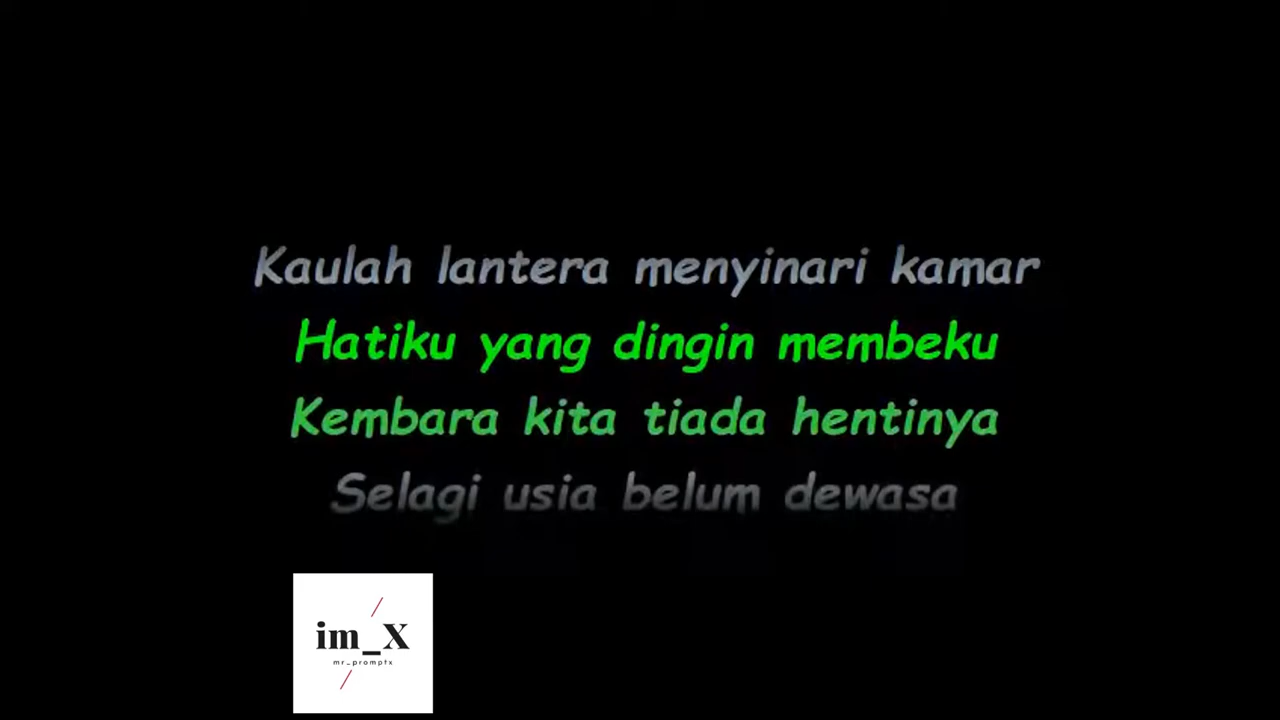 Kaulah lantera menyinari kamar
Hatiku yang dingin membeku
Kembara kita tiada hentinya
Selagi usia belum dewasa
im_X
mr_promptx